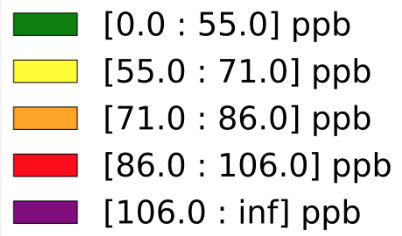 [0.0 : 55.0] ppb
[55.0 : 71.0] ppb
[71.0 : 86.0] ppb
[86.0 : 106.0] ppb
[106.0 : inf] ppb